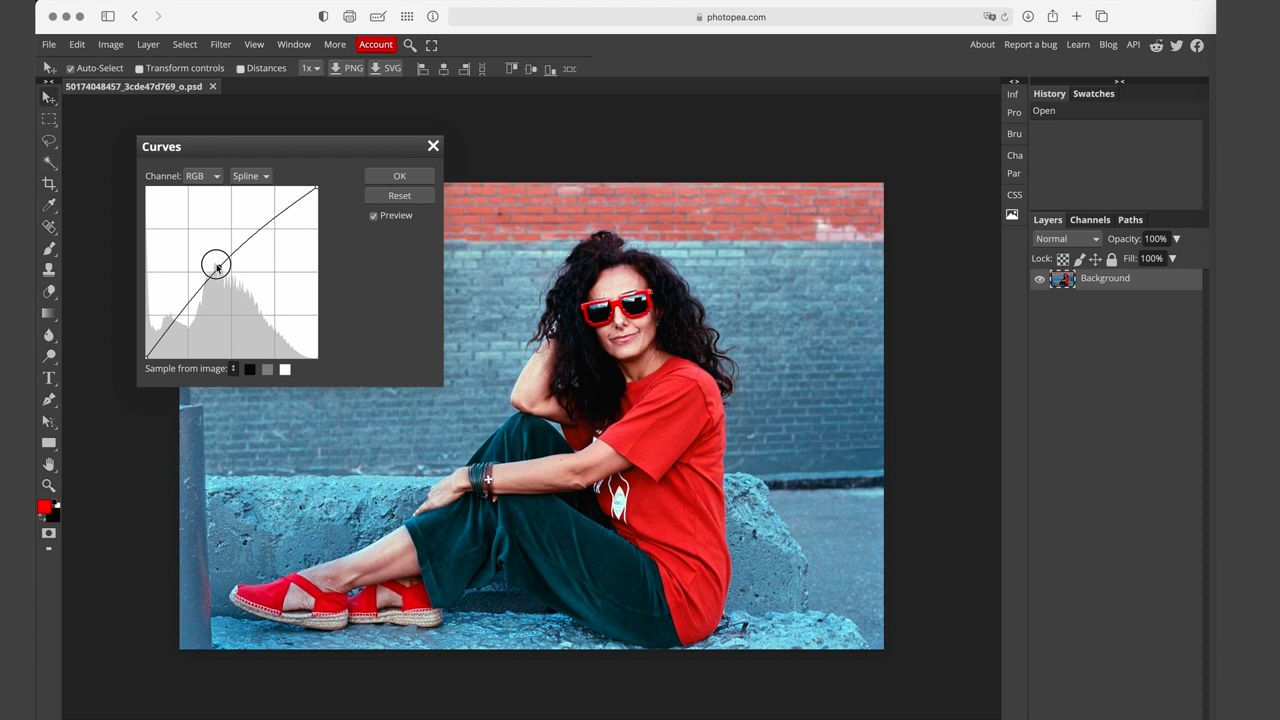 photopea.com
File Edit Image Layer Select Filter View Window More Account About Report a bug Learn Blog API
Auto-Select Transform controls Distances 1x PNG SVG
50174048457_3cde47d769_o.psd
Inf
Pro
Bru
Cha
Par
CSS
History Swatches
Open
Curves
Channel: RGB Spline OK
Reset
Preview
Sample from image:
Layers Channels Paths
Normal Opacity: 100%
Lock: Fill: 100%
Background